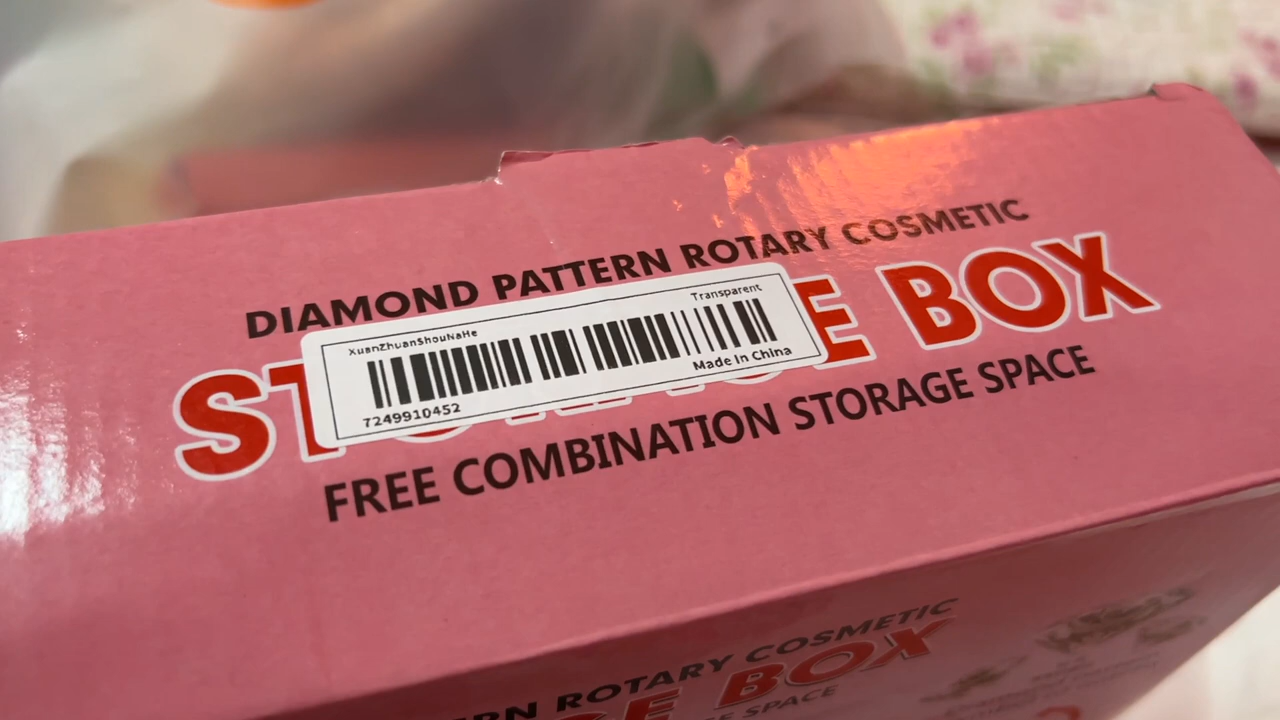 DIAMOND PATTERN ROTARY COSMETIC
STORAGE BOX
XuanZhuanShouNaHe
Transparent
7249910452
Made In China
FREE COMBINATION STORAGE SPACE
ROTARY COSMETIC
BOX
SPACE